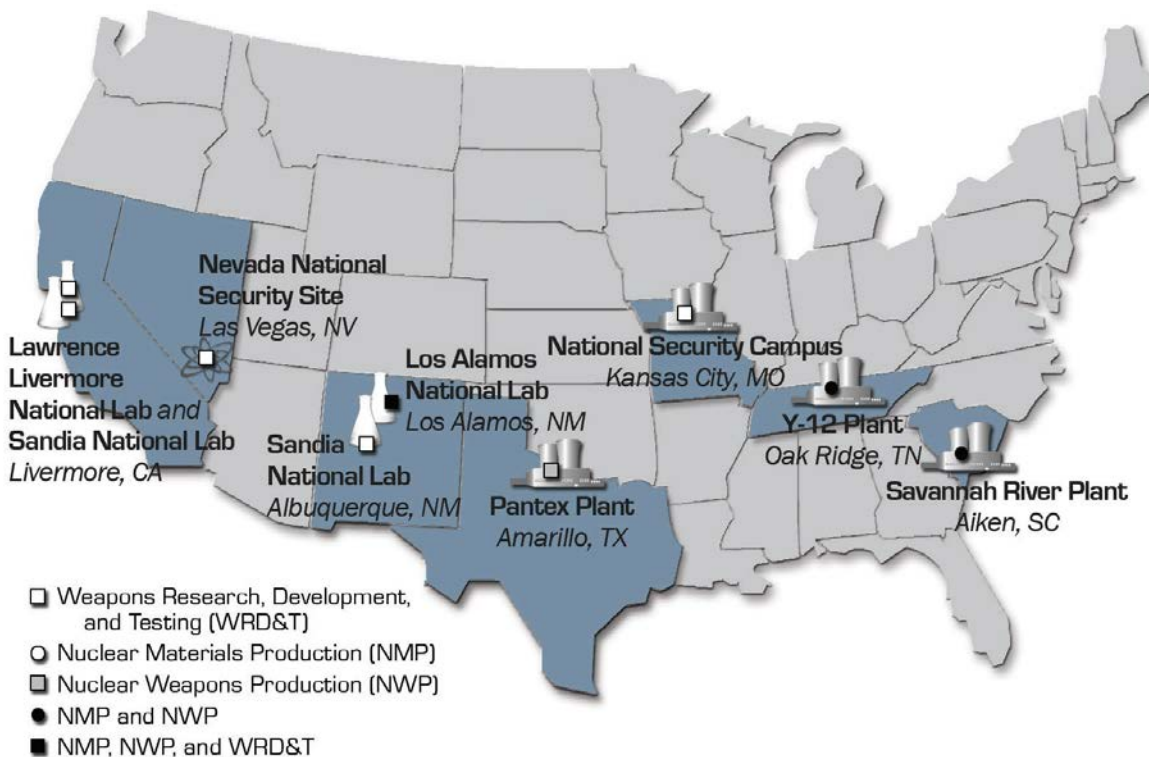 Nevada National
Security Site
Las Vegas, NV
Lawrence
Livermore
National Lab and
Sandia National Lab
Livermore, CA
Los Alamos
National Lab
Los Alamos, NM
Sandia
National Lab
Albuquerque, NM
National Security Campus
Kansas City, MO
Pantex Plant
Amarillo, TX
Y-12 Plant
Oak Ridge, TN
Savannah River Plant
Aiken, SC
Weapons Research, Development,
and Testing (WRD&T)
Nuclear Materials Production (NMP)
Nuclear Weapons Production (NWP)
NMP and NWP
NMP, NWP, and WRD&T